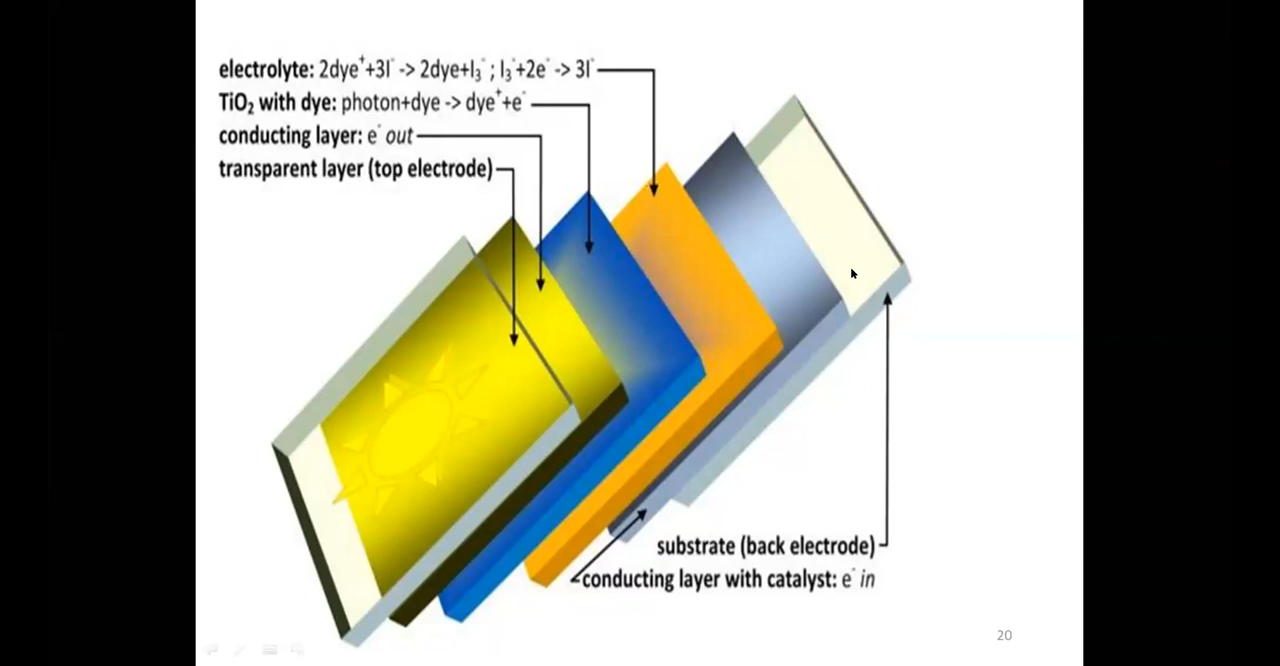 electrolyte: 2dye⁺+3I⁻ -> 2dye+I₃⁻ ; I₃⁻+2e⁻ -> 3I⁻
TiO₂ with dye: photon+dye -> dye⁺+e⁻
conducting layer: e⁻ out
transparent layer (top electrode)
substrate (back electrode)
conducting layer with catalyst: e⁻ in
20